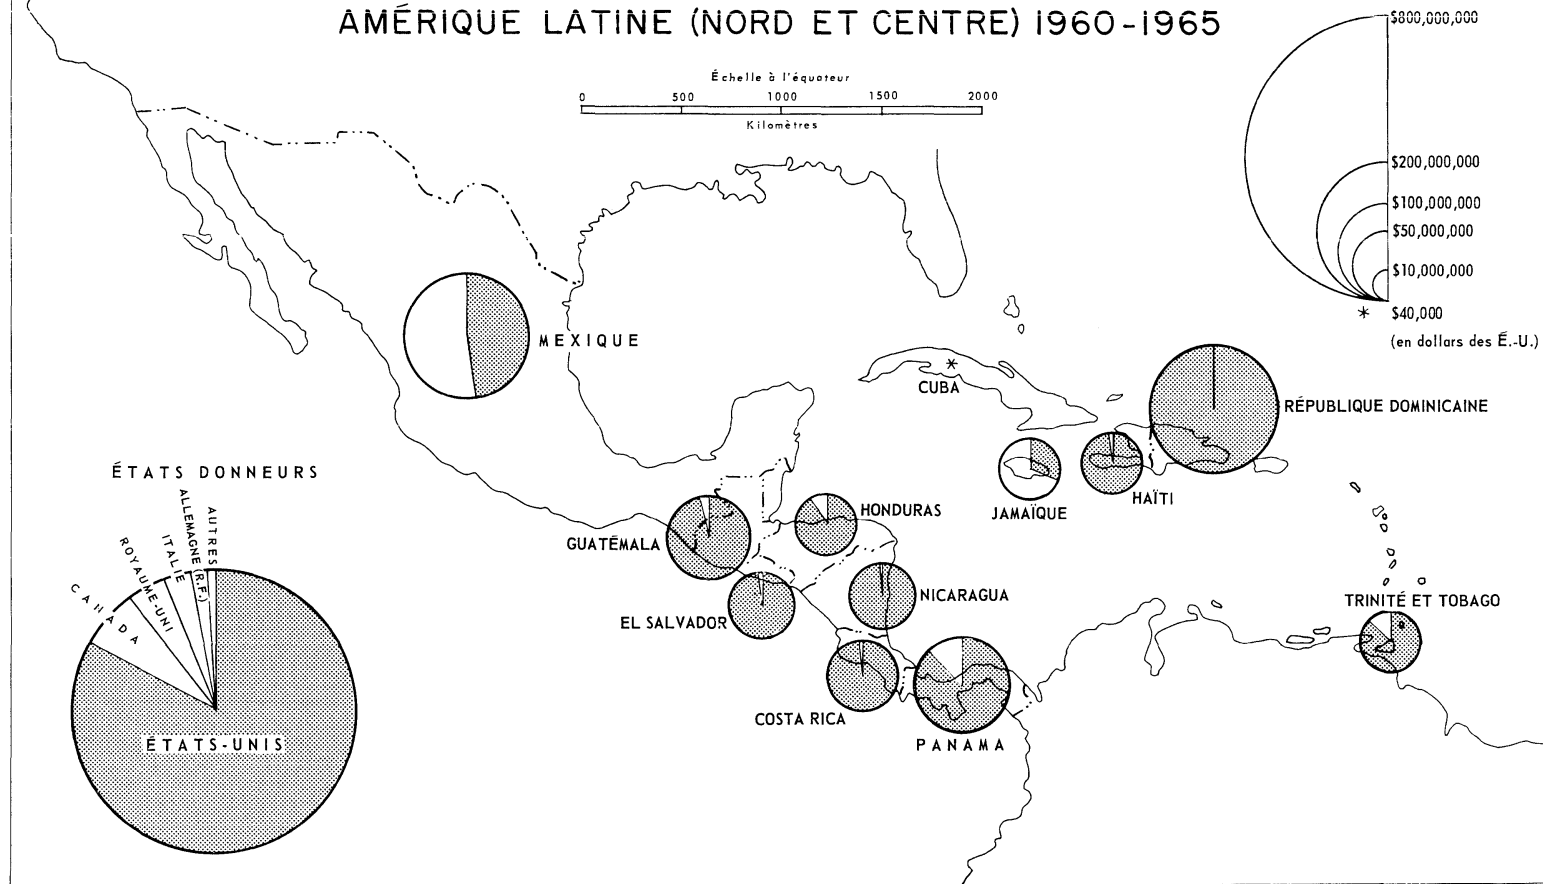 AMÉRIQUE LATINE (NORD ET CENTRE) 1960-1965
Échelle à l'équateur
0 500 1000 1500 2000
Kilomètres
$800,000,000
$200,000,000
$100,000,000
$50,000,000
$10,000,000
$40,000
*
(en dollars des É.-U.)
MEXIQUE
*
CUBA
RÉPUBLIQUE DOMINICAINE
JAMAÏQUE
HAÏTI
HONDURAS
GUATÉMALA
EL SALVADOR
NICARAGUA
COSTA RICA
PANAMA
TRINITÉ ET TOBAGO
ÉTATS DONNEURS
CANADA
ROYAUME-UNI
ITALIE
ALLEMAGNE (R.F.)
AUTRES
ÉTATS-UNIS